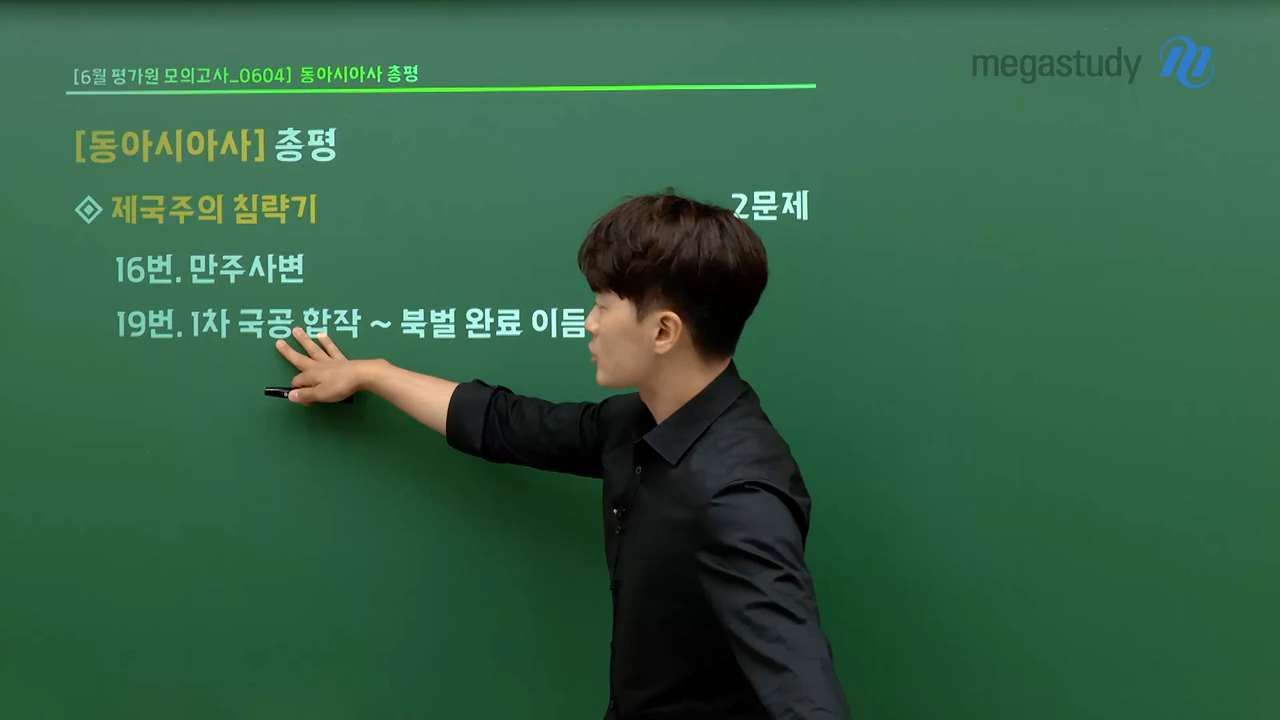 [6월 평가원 모의고사_0604] 동아시아사 총평
megastudy
[동아시아사] 총평
제국주의 침략기 2문제
16번. 만주사변
19번. 1차 국공 합작 ~ 북벌 완료 이듬